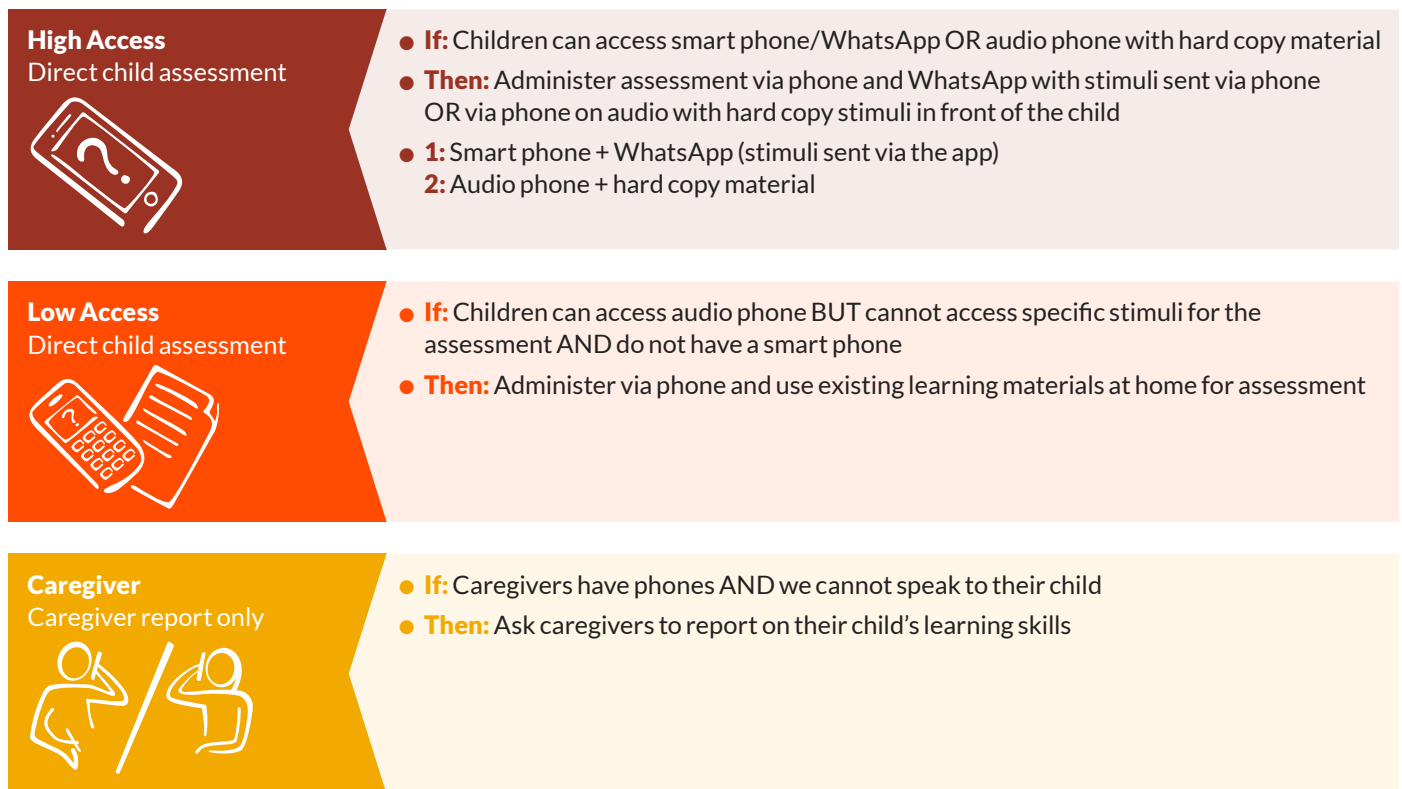 High Access
Direct child assessment
If: Children can access smart phone/WhatsApp OR audio phone with hard copy material
Then: Administer assessment via phone and WhatsApp with stimuli sent via phone
OR via phone on audio with hard copy stimuli in front of the child
1: Smart phone + WhatsApp (stimuli sent via the app)
2: Audio phone + hard copy material
Low Access
Direct child assessment
If: Children can access audio phone BUT cannot access specific stimuli for the
assessment AND do not have a smart phone
Then: Administer via phone and use existing learning materials at home for assessment
Caregiver
Caregiver report only
If: Caregivers have phones AND we cannot speak to their child
Then: Ask caregivers to report on their child’s learning skills